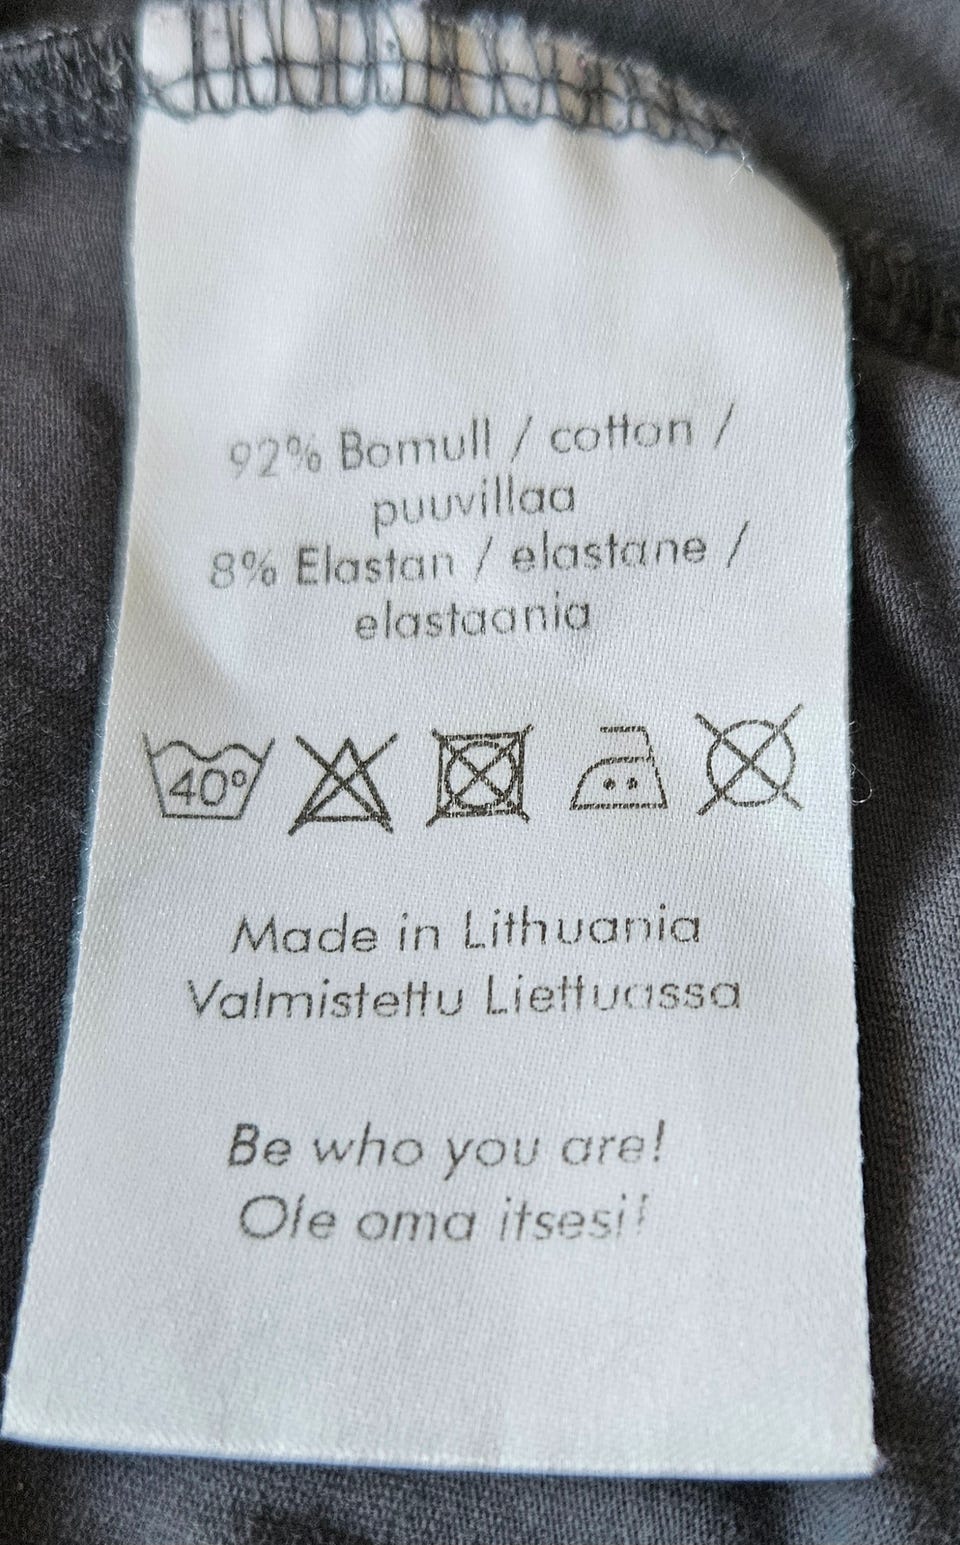 92% Bomull / cotton /
puuvillaa
8% Elastan / elastane /
elastaania
40°
Made in Lithuania
Valmistettu Liettuassa
Be who you are!
Ole oma itsesi!